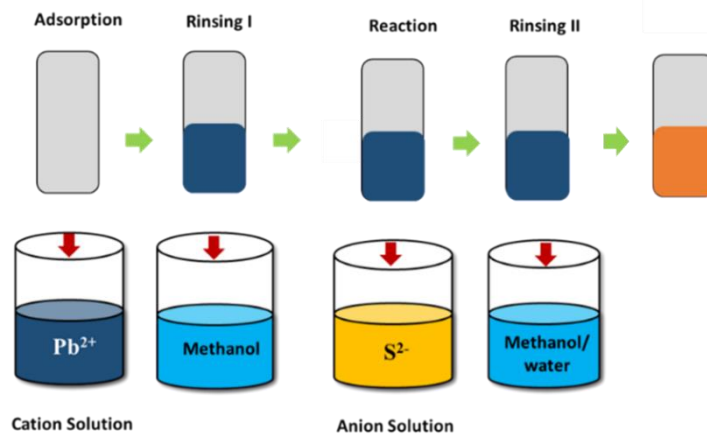 Adsorption
Rinsing I
Reaction
Rinsing II
Pb²⁺
Methanol
S²⁻
Methanol/
water
Cation Solution
Anion Solution